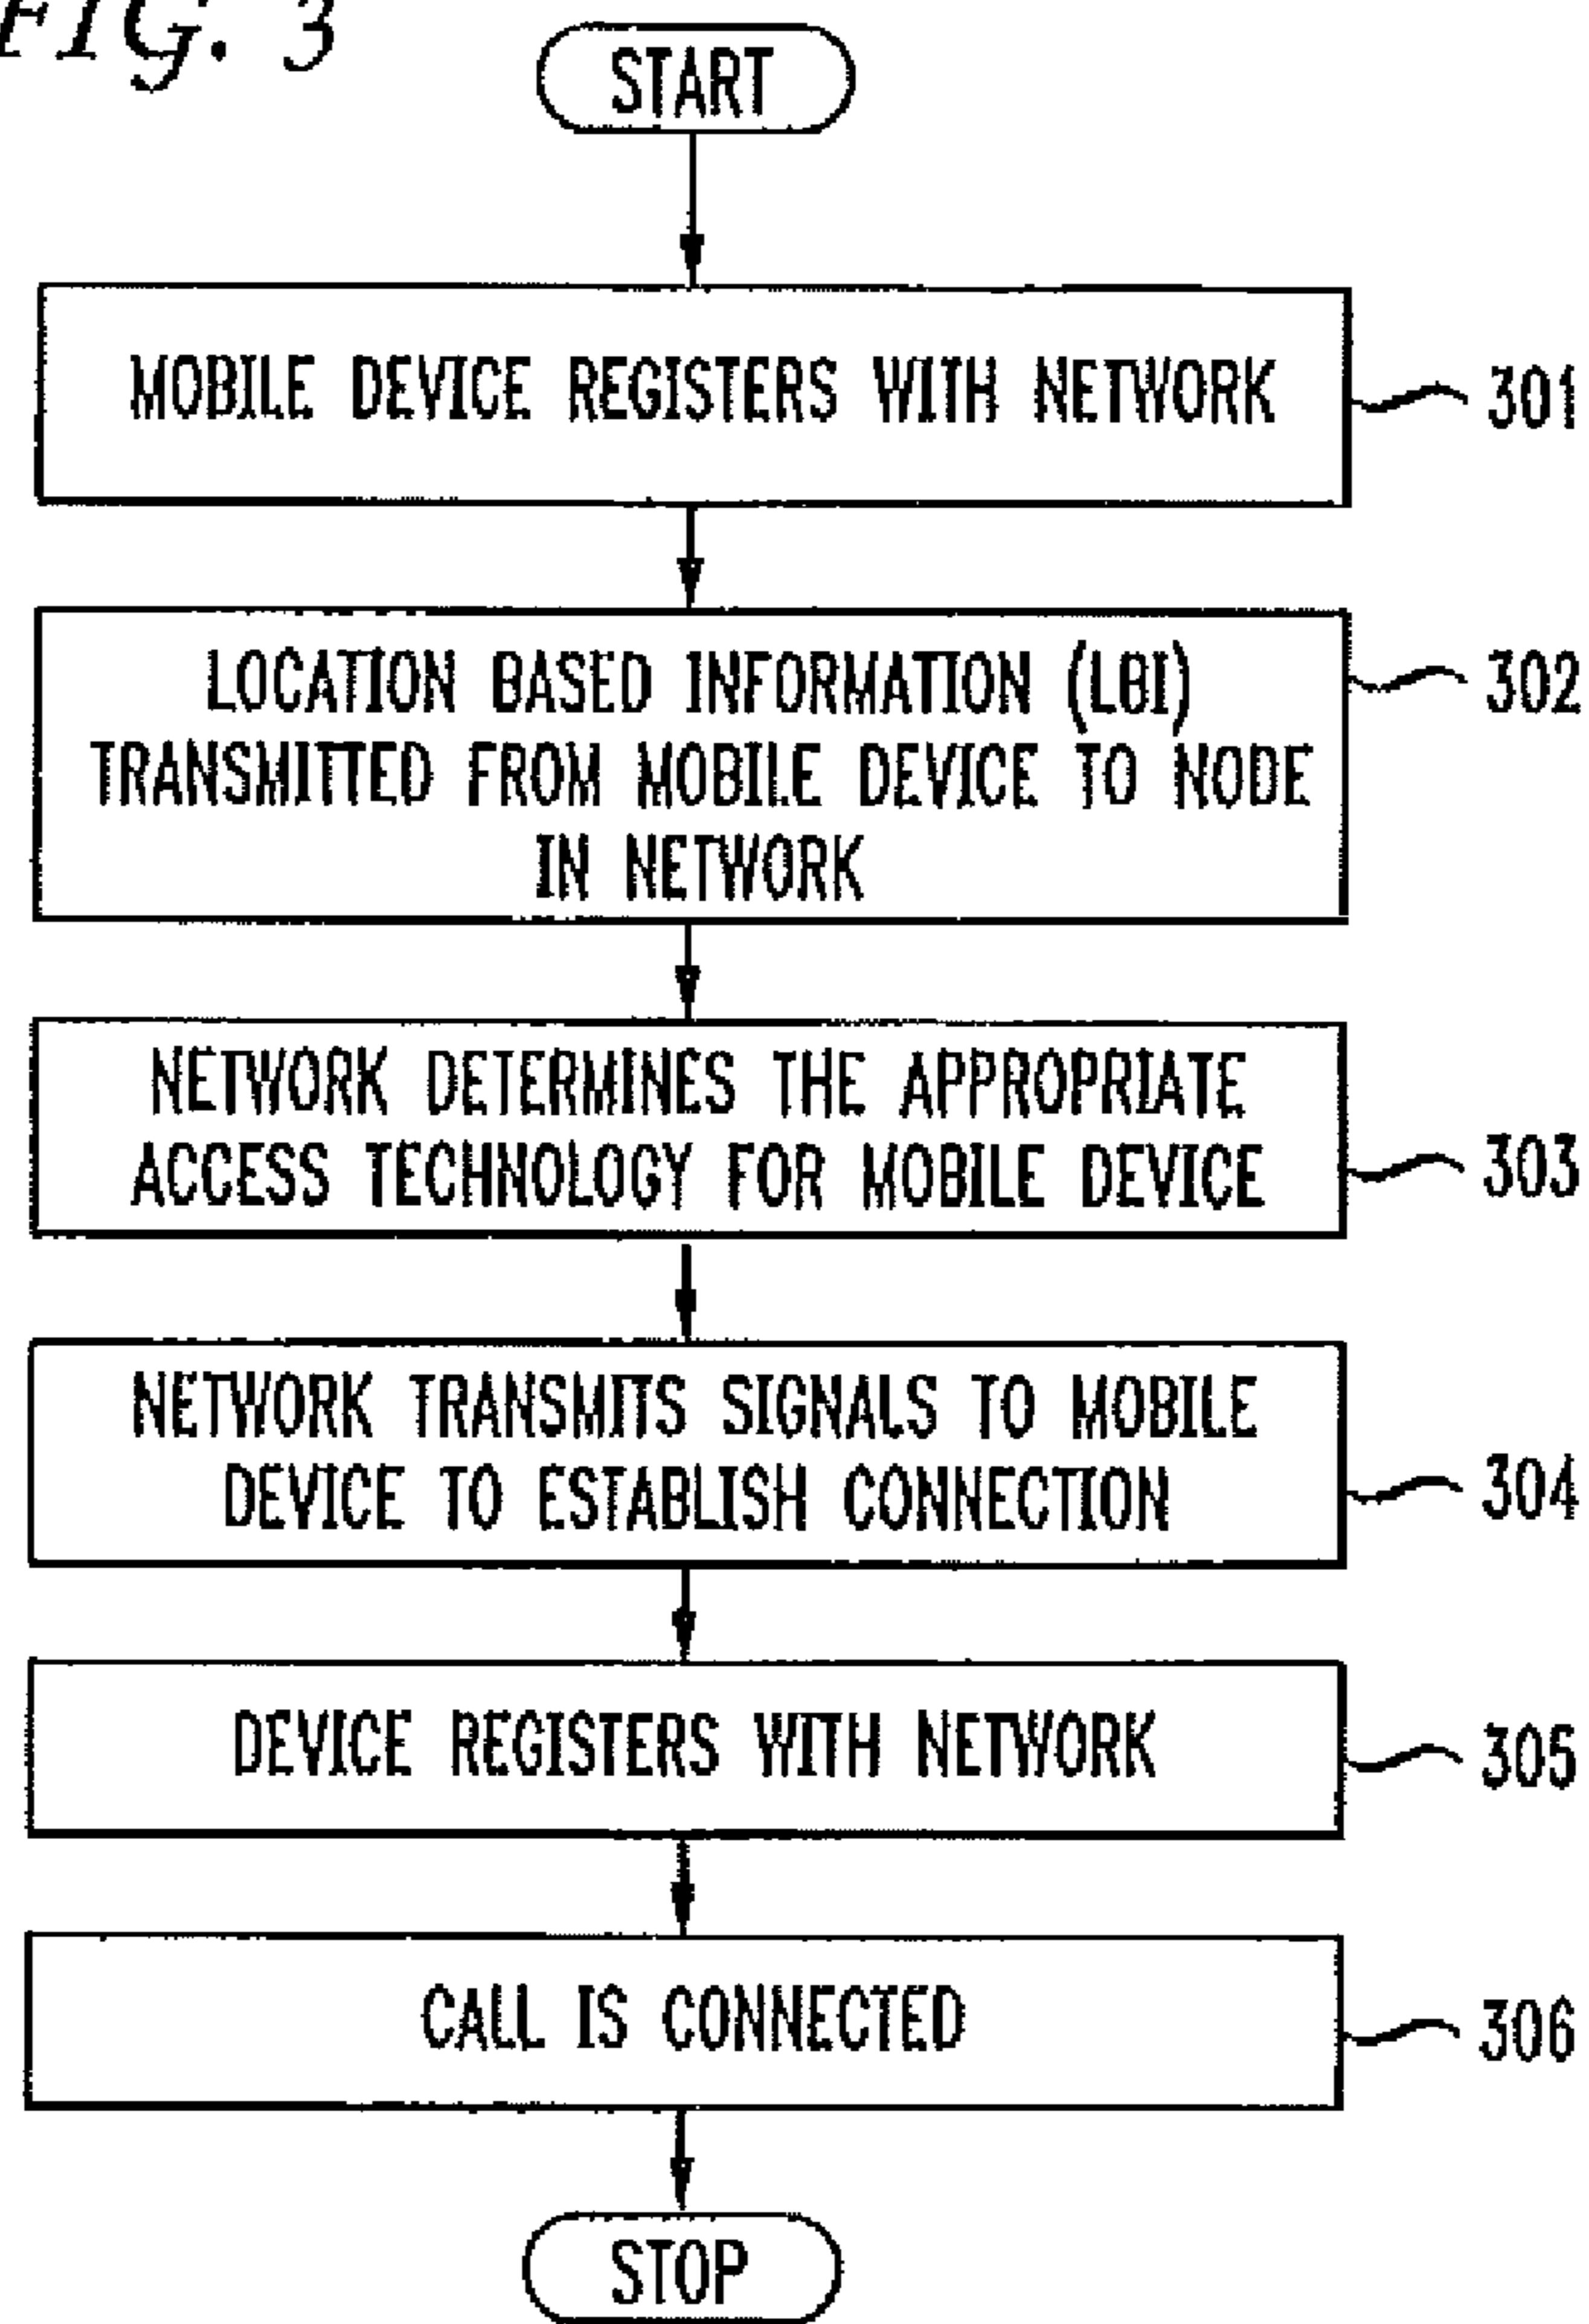 FIG. 3
START
MOBILE DEVICE REGISTERS WITH NETWORK
301
LOCATION BASED INFORMATION (LBI)
302
TRANSMITTED FROM MOBILE DEVICE TO NODE
IN NETWORK
NETWORK DETERMINES THE APPROPRIATE
ACCESS TECHNOLOGY FOR MOBILE DEVICE
303
NETWORK TRANSMITS SIGNALS TO MOBILE
DEVICE TO ESTABLISH CONNECTION
304
DEVICE REGISTERS WITH NETWORK
305
CALL IS CONNECTED
306
STOP